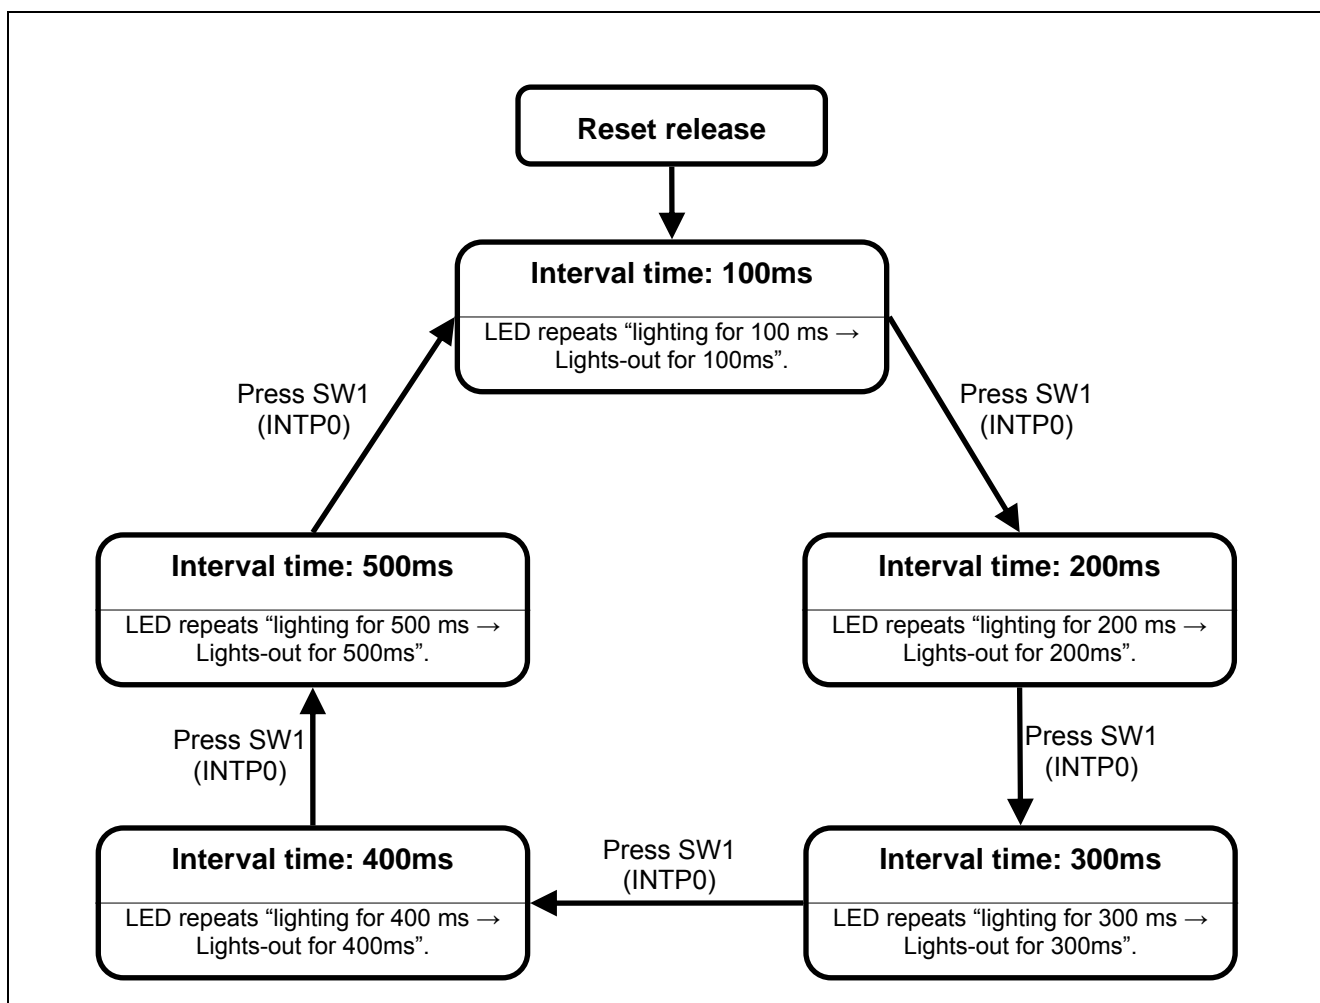 Reset release
Interval time: 100ms
LED repeats “lighting for 100 ms →
Lights-out for 100ms”.
Press SW1
(INTP0)
Press SW1
(INTP0)
Interval time: 500ms
LED repeats “lighting for 500 ms →
Lights-out for 500ms”.
Interval time: 200ms
LED repeats “lighting for 200 ms →
Lights-out for 200ms”.
Press SW1
(INTP0)
Press SW1
(INTP0)
Interval time: 400ms
LED repeats “lighting for 400 ms →
Lights-out for 400ms”.
Press SW1
(INTP0)
Interval time: 300ms
LED repeats “lighting for 300 ms →
Lights-out for 300ms”.